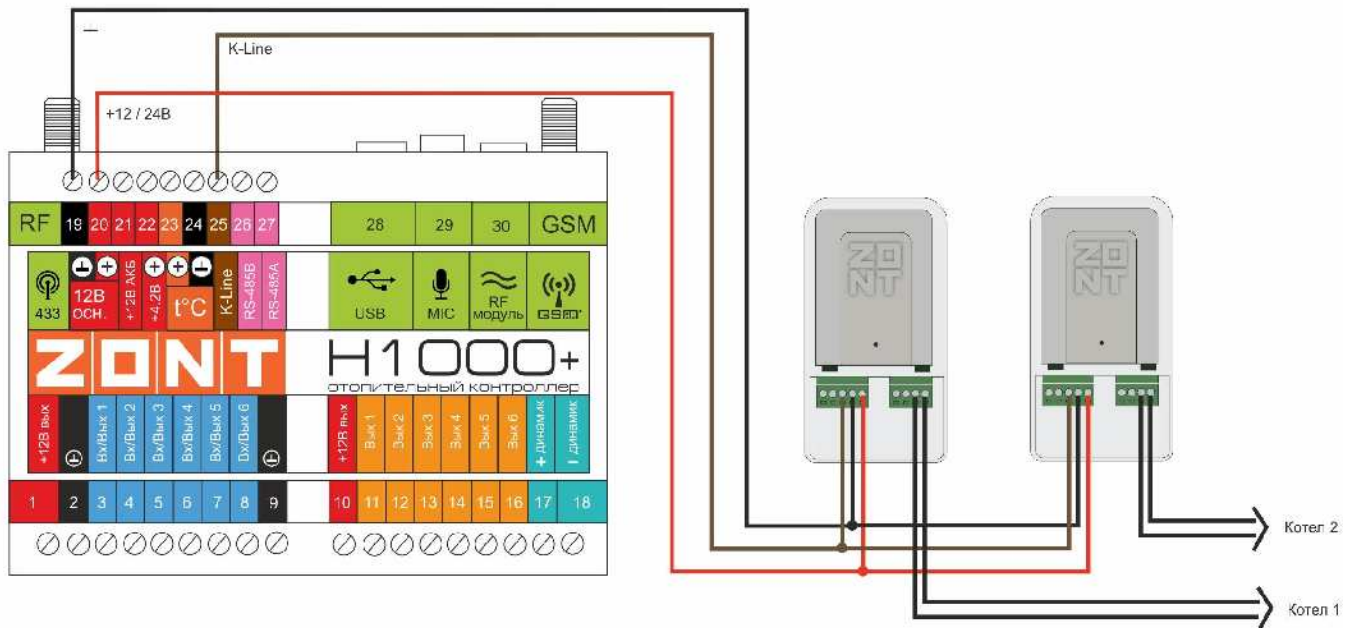 —
K-Line
+12 / 24В
RF 19 20 21 22 23 24 25 26 27 28 29 30 GSM
433
12В
осн.
+12В АКБ
+4.2В
t°C
K-Line
RS-485B
RS-485A
USB
MIC
RF
модуль
GSM
ZONT
H1000+
отопительный контроллер
+12В вых
Вх/Вых 1
Вх/Вых 2
Вх/Вых 3
Вх/Вых 4
Вх/Вых 5
Вх/Вых 6
+12В вых
Вых 1
Вых 2
Вых 3
Вых 4
Вых 5
Вых 6
+ динамик
– динамик
1 2 3 4 5 6 7 8 9 10 11 12 13 14 15 16 17 18
ZO
NT
ZO
NT
Котел 2
Котел 1